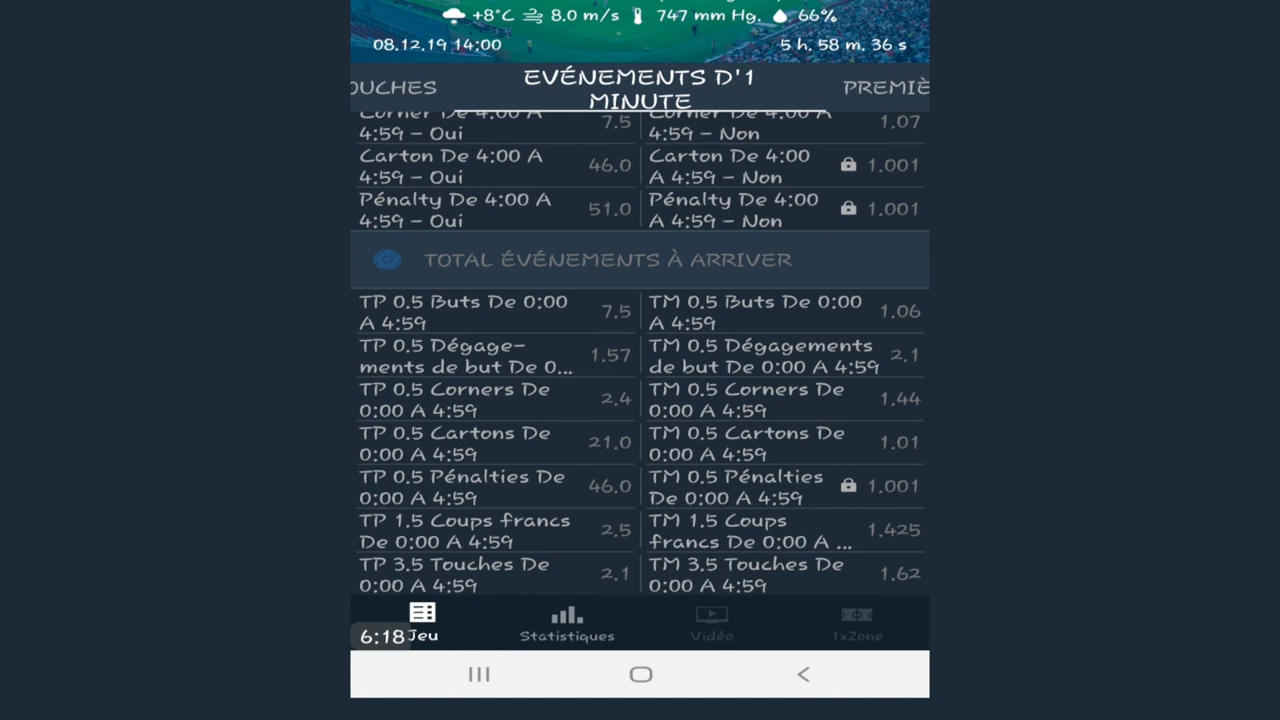 +8°C 8.0 m/s 747 mm Hg. 66%
08.12.19 14:00 5 h. 58 m. 36 s
OUCHES EVÉNEMENTS D'1 MINUTE PREMIÈ
Corner De 4:00 A 4:59 – Oui 7.5 Corner De 4:00 A 4:59 – Non 1.07
Carton De 4:00 A 4:59 – Oui 46.0 Carton De 4:00 A 4:59 – Non 1.001
Pénalty De 4:00 A 4:59 – Oui 51.0 Pénalty De 4:00 A 4:59 – Non 1.001
TOTAL ÉVÉNEMENTS À ARRIVER
TP 0.5 Buts De 0:00 A 4:59 7.5 TM 0.5 Buts De 0:00 A 4:59 1.06
TP 0.5 Dégage-ments de but De 0... 1.57 TM 0.5 Dégagements de but De 0:00 A 4:59 2.1
TP 0.5 Corners De 0:00 A 4:59 2.4 TM 0.5 Corners De 0:00 A 4:59 1.44
TP 0.5 Cartons De 0:00 A 4:59 21.0 TM 0.5 Cartons De 0:00 A 4:59 1.01
TP 0.5 Pénalties De 0:00 A 4:59 46.0 TM 0.5 Pénalties De 0:00 A 4:59 1.001
TP 1.5 Coups francs De 0:00 A 4:59 2.5 TM 1.5 Coups francs De 0:00 A ... 1.425
TP 3.5 Touches De 0:00 A 4:59 2.1 TM 3.5 Touches De 0:00 A 4:59 1.62
6:18 Jeu Statistiques Vidéo 1xZone